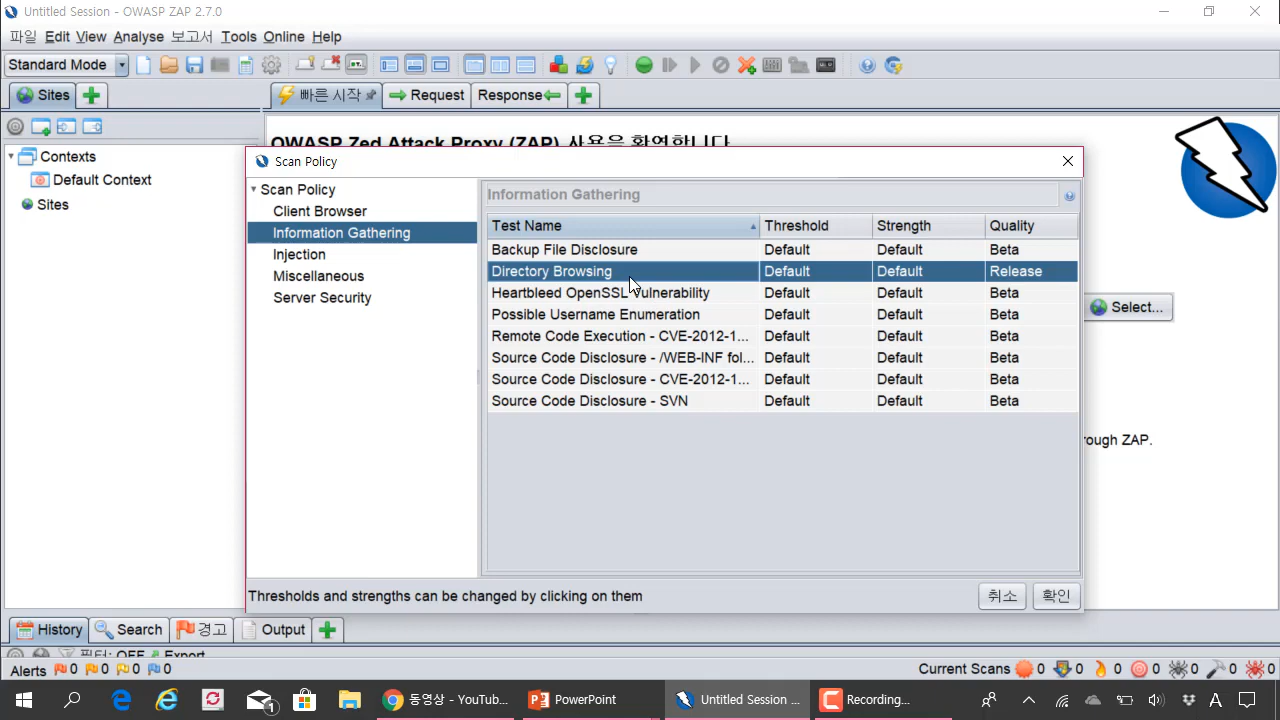 Untitled Session - OWASP ZAP 2.7.0
파일 Edit View Analyse 보고서 Tools Online Help
Standard Mode
Sites
빠른 시작 Request Response
OWASP Zed Attack Proxy (ZAP) 사용을 환영합니다
Contexts
Default Context
Sites
Scan Policy
Scan Policy
Client Browser
Information Gathering
Injection
Miscellaneous
Server Security
Information Gathering
Test Name Threshold Strength Quality
Backup File Disclosure Default Default Beta
Directory Browsing Default Default Release
Heartbleed OpenSSL Vulnerability Default Default Beta
Possible Username Enumeration Default Default Beta
Remote Code Execution - CVE-2012-1... Default Default Beta
Source Code Disclosure - /WEB-INF fol... Default Default Beta
Source Code Disclosure - CVE-2012-1... Default Default Beta
Source Code Disclosure - SVN Default Default Beta
Select...
ough ZAP.
Thresholds and strengths can be changed by clicking on them
취소 확인
History Search 경고 Output
필터: OFF Export
Alerts 0 0 0 0 Current Scans 0 0 0 0 0 0 0
1 동영상 - YouTub... PowerPoint Untitled Session ... Recording... A